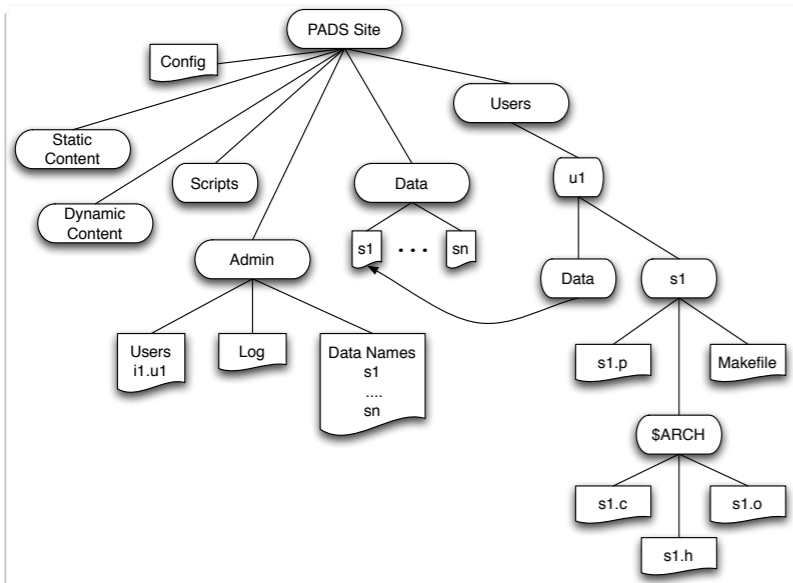 PADS Site
Config
Users
Static
Content
Scripts
Data
u1
Dynamic
Content
s1
. . .
sn
Admin
Data
s1
Users
i1.u1
Log
Data Names
s1
....
sn
s1.p
Makefile
$ARCH
s1.c
s1.o
s1.h